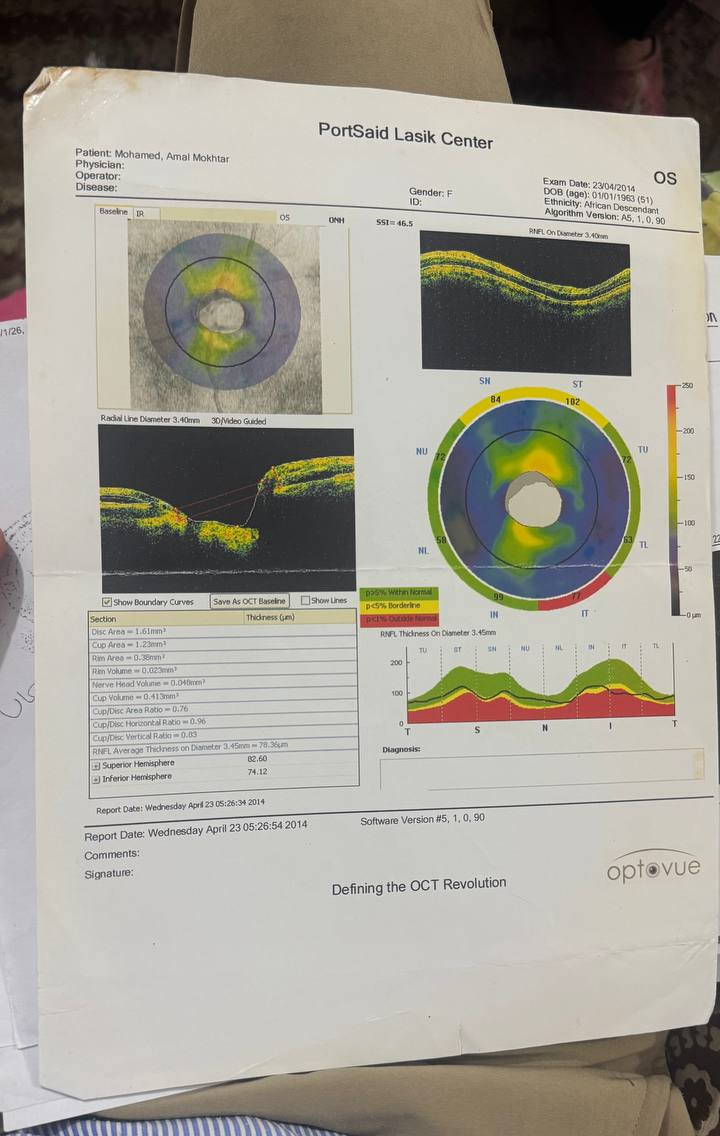 PortSaid Lasik Center
Patient: Mohamed, Amal Mokhtar
Physician:
Operator:
Disease:
Gender: F
ID:
OS
Exam Date: 23/04/2014
DOB (age): 01/01/1963 (51)
Ethnicity: African Descendant
Algorithm Version: A5, 1, 0, 90
Baseline IR OS ONH SSI= 46.5
RNFL On Diameter 3.40mm
Radial Line Diameter 3.40mm 3D/Video Guided
SN ST
84 102
NU 72 72 TU
NL 58 63 TL
99 77
IN IT
250
200
150
100
50
0 µm
Show Boundary Curves Save As OCT Baseline Show Lines
p>5% Within Normal
p<5% Borderline
p<1% Outside Normal
Section Thickness (µm)
Disc Area = 1.61mm²
Cup Area = 1.23mm²
Rim Area = 0.38mm²
Rim Volume = 0.023mm³
Nerve Head Volume = 0.048mm³
Cup Volume = 0.413mm³
Cup/Disc Area Ratio = 0.76
Cup/Disc Horizontal Ratio = 0.96
Cup/Disc Vertical Ratio = 0.83
RNFL Average Thickness on Diameter 3.45mm = 78.36µm
Superior Hemisphere 82.60
Inferior Hemisphere 74.12
RNFL Thickness On Diameter 3.45mm
TU ST SN NU NL IN IT TL
200
100
0
T S N I T
Diagnosis:
Report Date: Wednesday April 23 05:26:34 2014
Report Date: Wednesday April 23 05:26:54 2014
Software Version #5, 1, 0, 90
Comments:
Signature:
optovue
Defining the OCT Revolution
/1/26,